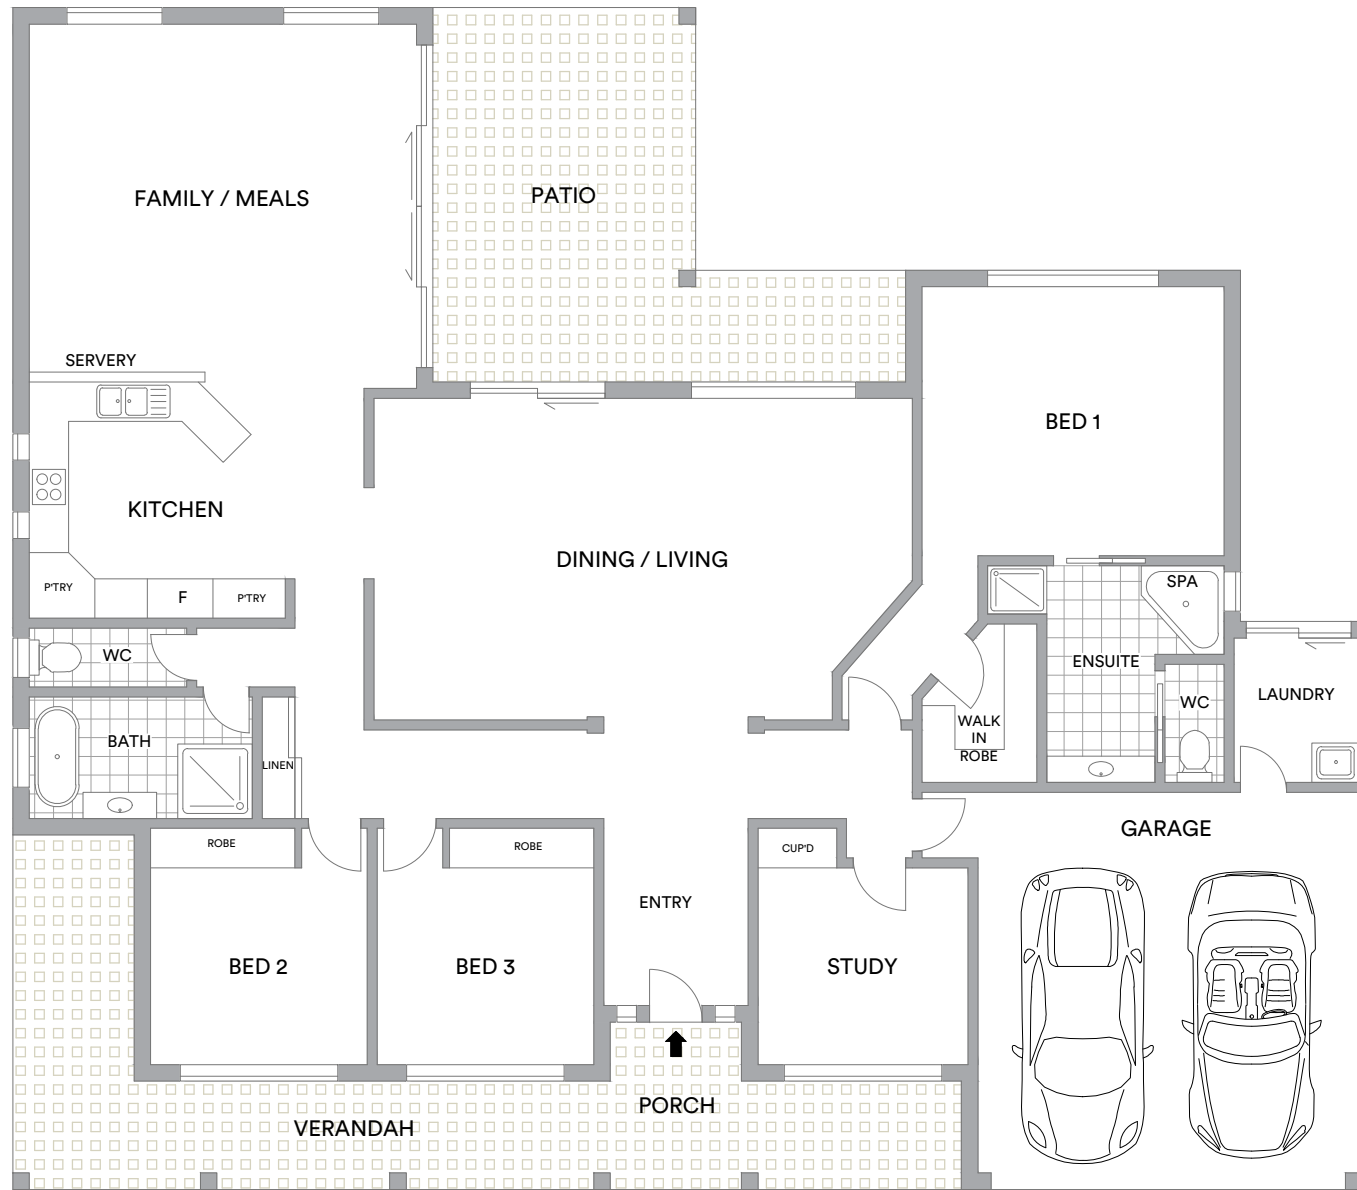 FAMILY / MEALS
PATIO
SERVERY
BED 1
KITCHEN
DINING / LIVING
P'TRY
F
P'TRY
SPA
WC
ENSUITE
LAUNDRY
WC
WALK
IN
ROBE
BATH
LINEN
GARAGE
ROBE
ROBE
CUP'D
ENTRY
BED 2
BED 3
STUDY
PORCH
VERANDAH